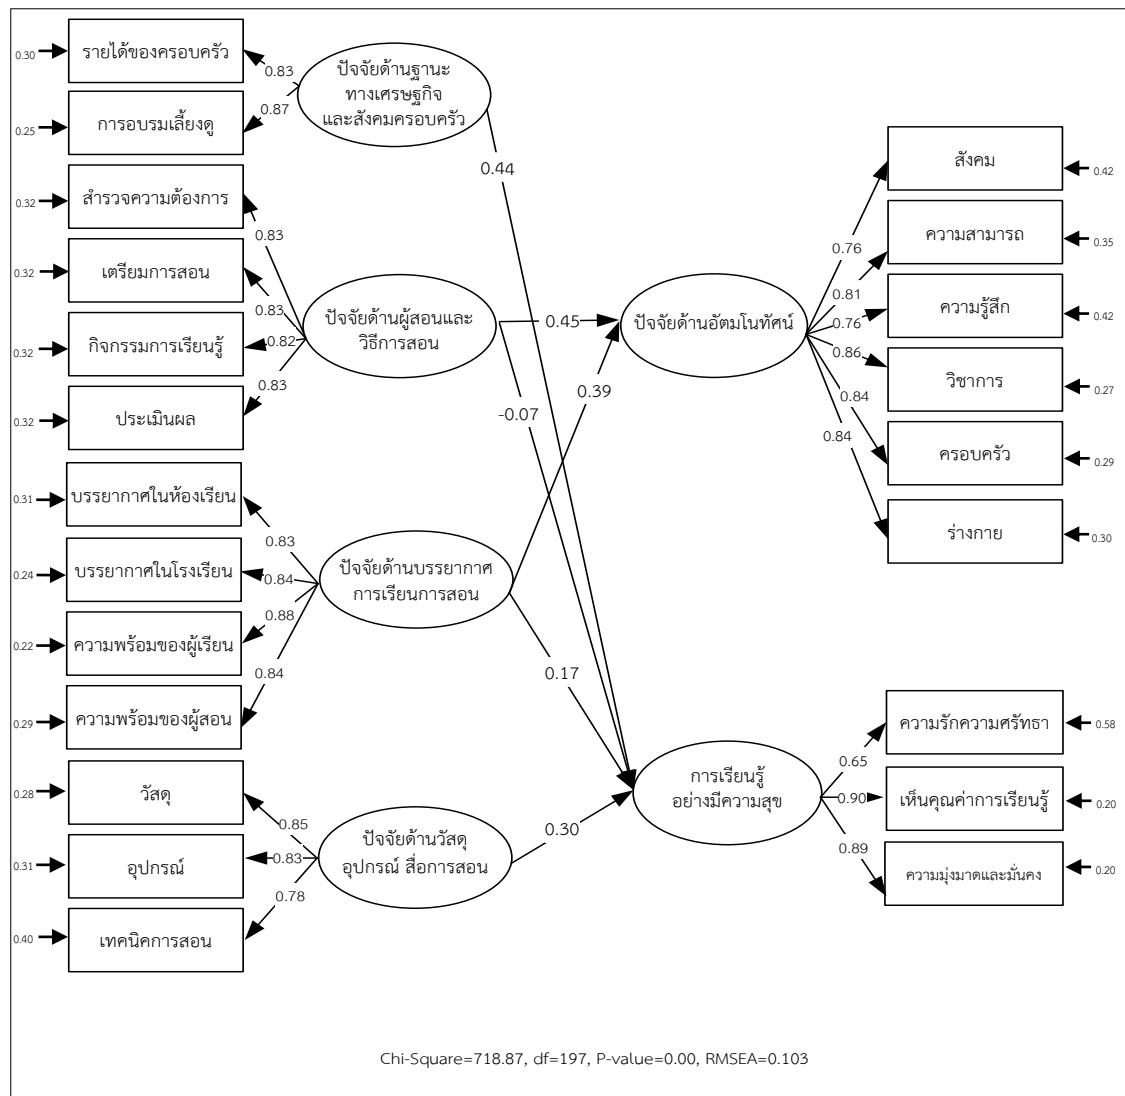 0.30
รายได้ของครอบครัว
0.83
ปัจจัยด้านฐานะ
ทางเศรษฐกิจ
และสังคมครอบครัว
0.87
0.25
การอบรมเลี้ยงดู
0.44
สังคม
0.42
0.32
สำรวจความต้องการ
0.83
0.76
ความสามารถ
0.35
0.32
เตรียมการสอน
0.83
0.81
ความรู้สึก
0.42
ปัจจัยด้านผู้สอนและ
วิธีการสอน
0.45
ปัจจัยด้านอัตมโนทัศน์
0.76
0.32
กิจกรรมการเรียนรู้
0.82
0.86
วิชาการ
0.27
0.83
-0.07
0.39
0.84
0.32
ประเมินผล
0.84
ครอบครัว
0.29
0.31
บรรยากาศในห้องเรียน
0.83
ร่างกาย
0.30
0.24
บรรยากาศในโรงเรียน
0.84
ปัจจัยด้านบรรยากาศ
การเรียนการสอน
0.88
0.22
ความพร้อมของผู้เรียน
0.84
0.17
0.29
ความพร้อมของผู้สอน
ความรักความศรัทธา
0.58
0.65
0.28
วัสดุ
การเรียนรู้
อย่างมีความสุข
0.90
เห็นคุณค่าการเรียนรู้
0.20
0.85
ปัจจัยด้านวัสดุ
อุปกรณ์ สื่อการสอน
0.30
0.89
0.31
อุปกรณ์
0.83
ความมุ่งมาดและมั่นคง
0.20
0.78
0.40
เทคนิคการสอน
Chi-Square=718.87, df=197, P-value=0.00, RMSEA=0.103